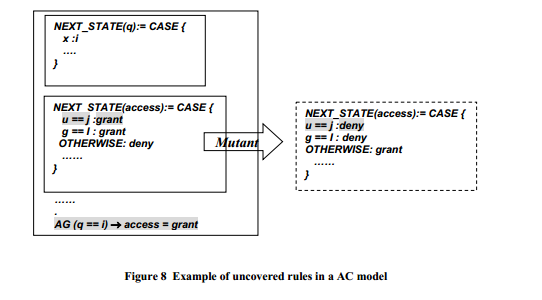 NEXT_STATE(q):= CASE {
x :i
....
}
NEXT STATE(access):= CASE {
u == j :grant
g == l : grant
OTHERWISE: deny
......
}
Mutant
NEXT_STATE(access):= CASE {
u == j :deny
g == l : deny
OTHERWISE: grant
......
}
......
.
AG (q == i) → access = grant
Figure 8 Example of uncovered rules in a AC model